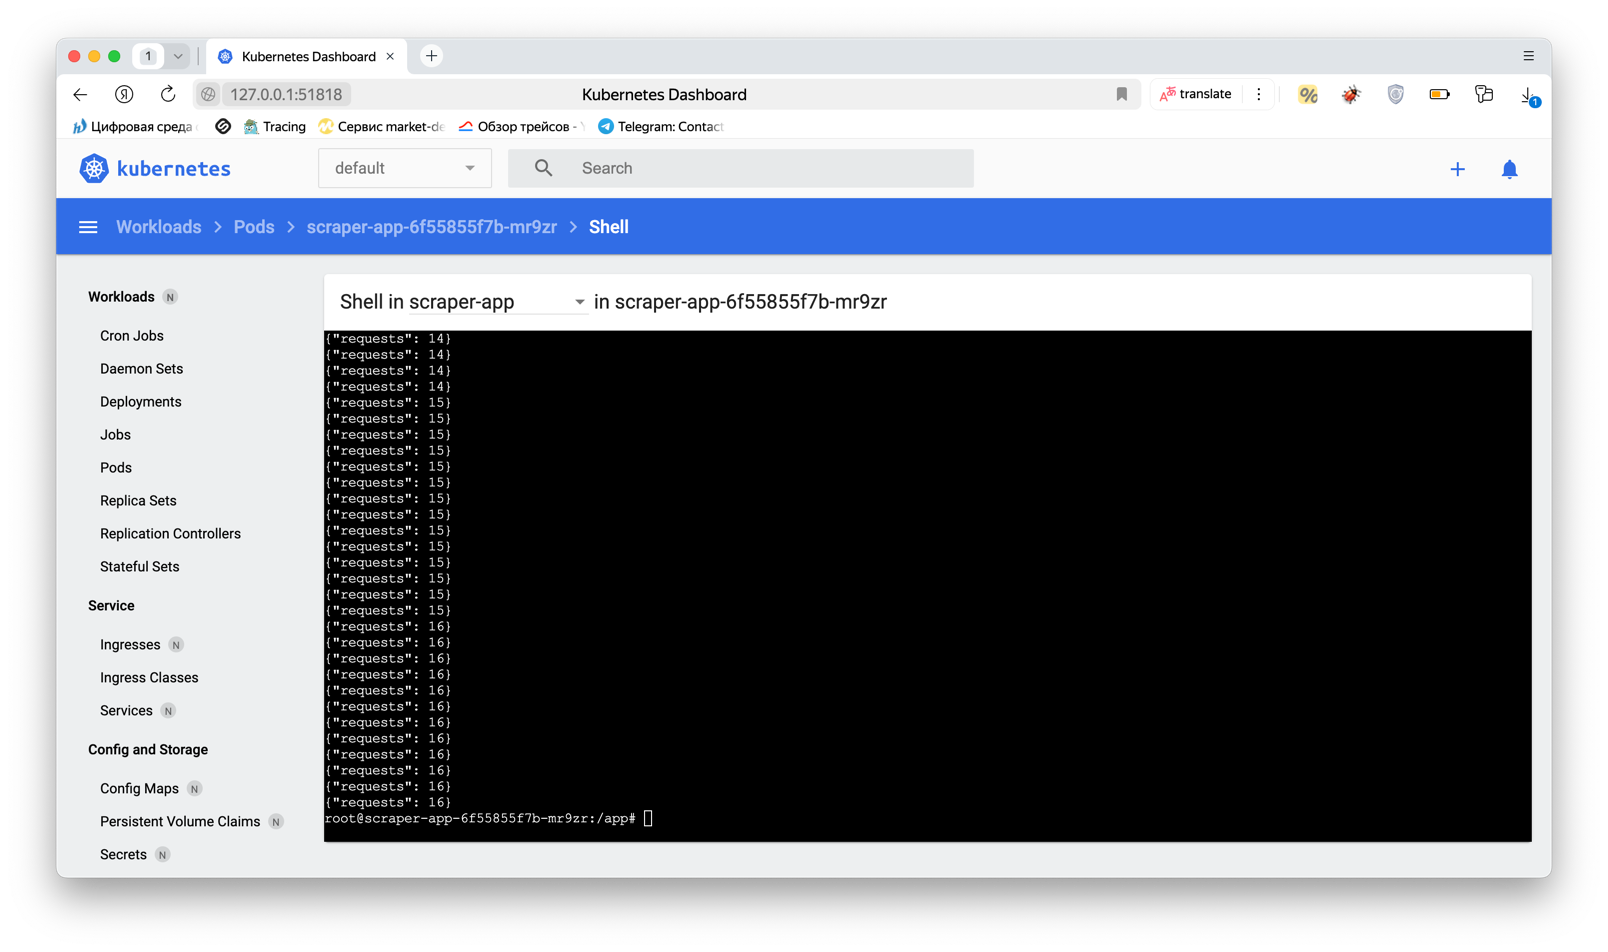 1
Kubernetes Dashboard
127.0.0.1:51818
Kubernetes Dashboard
translate
1
Цифровая среда
Tracing
Сервис market-de
Обзор трейсов -
Telegram: Contact
kubernetes
default
Search
Workloads > Pods > scraper-app-6f55855f7b-mr9zr > Shell
Workloads N
Cron Jobs
Daemon Sets
Deployments
Jobs
Pods
Replica Sets
Replication Controllers
Stateful Sets
Service
Ingresses N
Ingress Classes
Services N
Config and Storage
Config Maps N
Persistent Volume Claims N
Secrets N
Shell in scraper-app in scraper-app-6f55855f7b-mr9zr
{"requests": 14}
{"requests": 14}
{"requests": 14}
{"requests": 14}
{"requests": 15}
{"requests": 15}
{"requests": 15}
{"requests": 15}
{"requests": 15}
{"requests": 15}
{"requests": 15}
{"requests": 15}
{"requests": 15}
{"requests": 15}
{"requests": 15}
{"requests": 15}
{"requests": 15}
{"requests": 15}
{"requests": 16}
{"requests": 16}
{"requests": 16}
{"requests": 16}
{"requests": 16}
{"requests": 16}
{"requests": 16}
{"requests": 16}
{"requests": 16}
{"requests": 16}
{"requests": 16}
{"requests": 16}
root@scraper-app-6f55855f7b-mr9zr:/app#